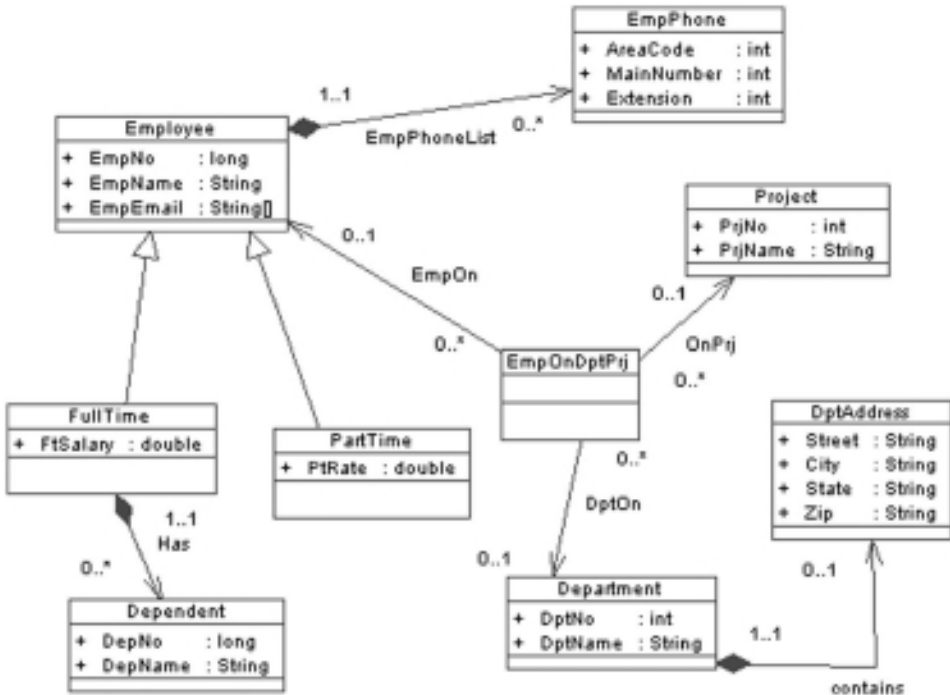 EmpPhone
+ AreaCode : int
+ MainNumber : int
+ Extension : int
1..1
0..*
EmpPhoneList
Employee
+ EmpNo : long
+ EmpName : String
+ EmpEmail : String[]
Project
+ PrjNo : int
+ PrjName : String
0..1
EmpOn
0..*
0..1
OnPrj
0..*
EmpOnDptPrj
FullTime
+ FtSalary : double
PartTime
+ PtRate : double
DptAddress
+ Street : String
+ City : String
+ State : String
+ Zip : String
0..*
DptOn
0..1
1..1
Has
0..*
0..1
Dependent
+ DepNo : long
+ DepName : String
Department
+ DptNo : int
+ DptName : String
1..1
contains